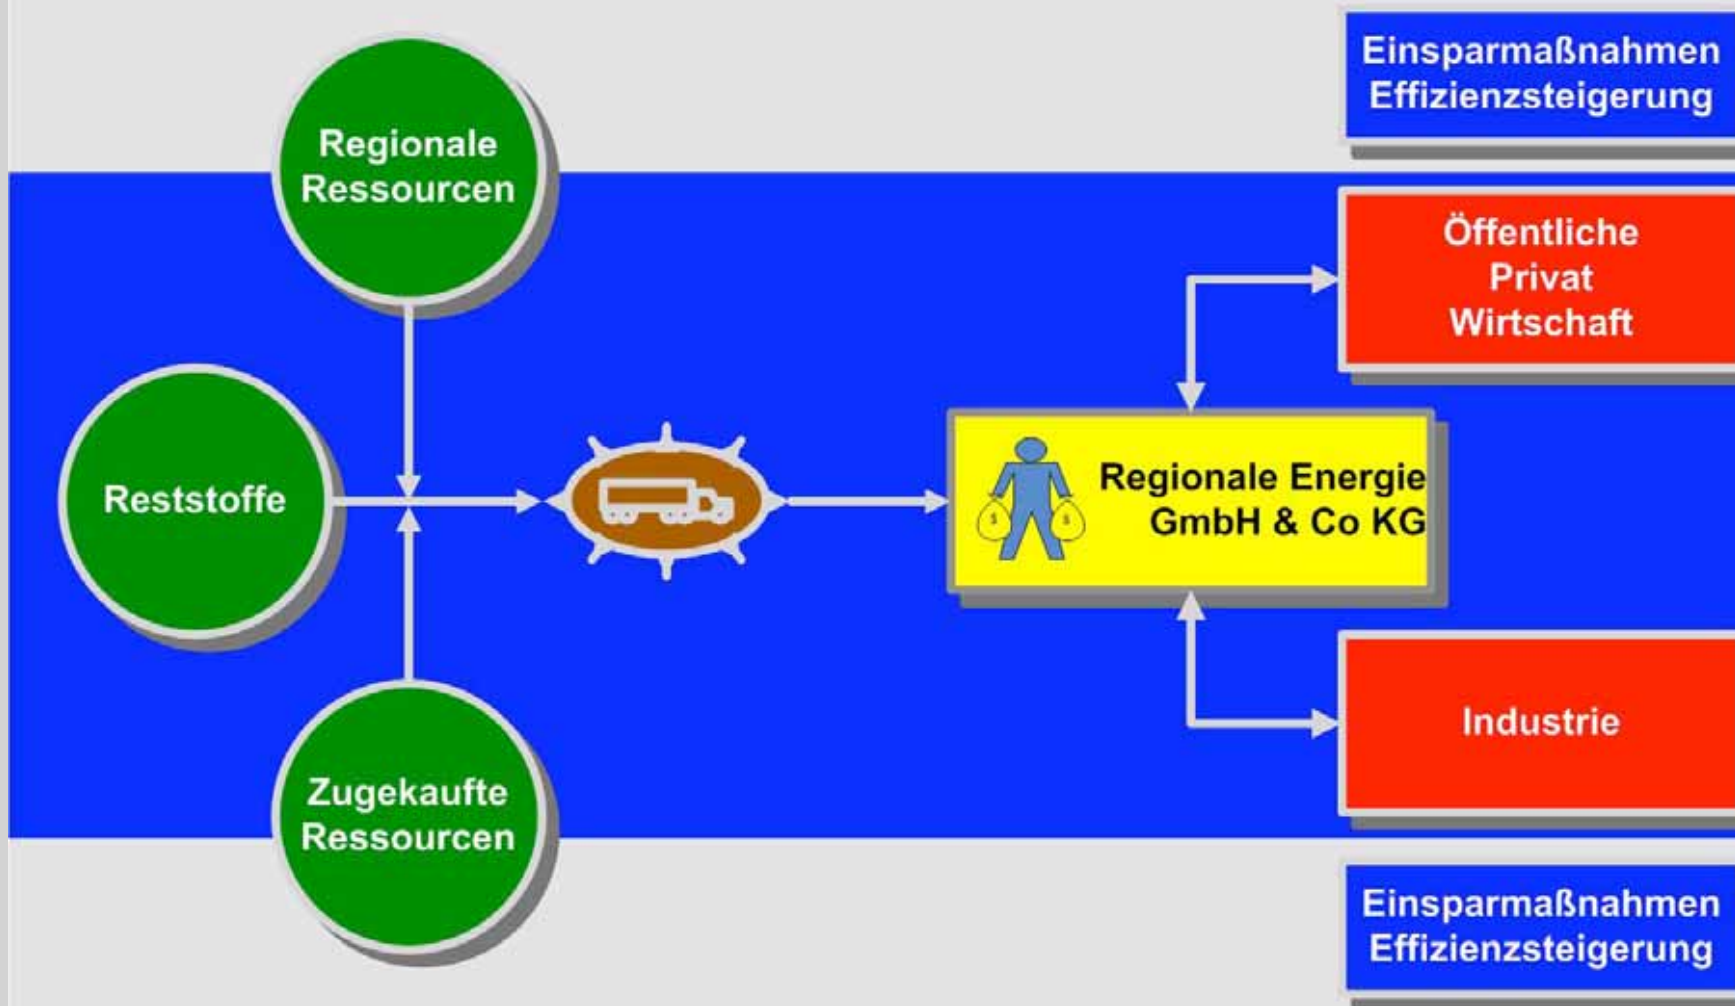 Einsparmaßnahmen
Effizienzsteigerung
Regionale
Ressourcen
Öffentliche
Privat
Wirtschaft
Reststoffe
Regionale Energie
GmbH & Co KG
$ $
Industrie
Zugekaufte
Ressourcen
Einsparmaßnahmen
Effizienzsteigerung